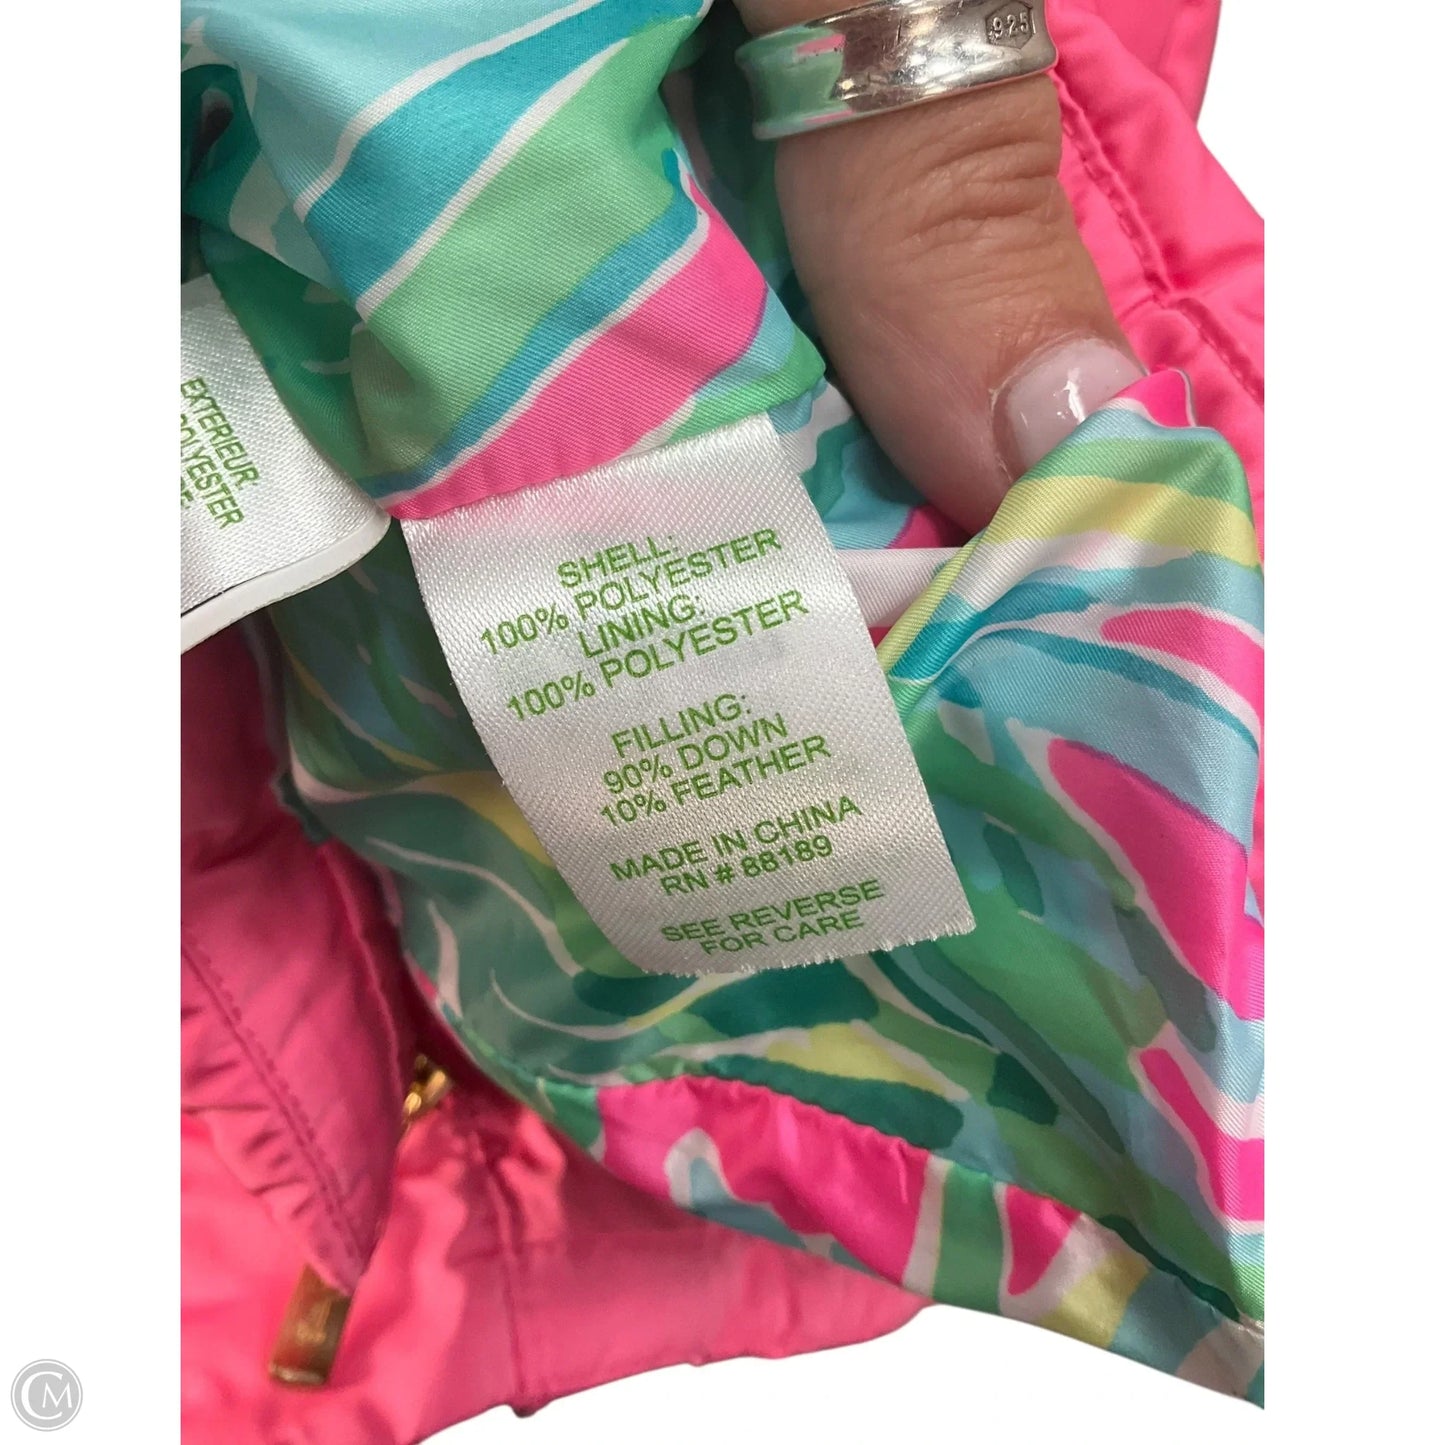 .925
EXTERIEUR
POLYESTER
SHELL:
100% POLYESTER
LINING:
100% POLYESTER
FILLING:
90% DOWN
10% FEATHER
MADE IN CHINA
RN # 88189
SEE REVERSE
FOR CARE
CM